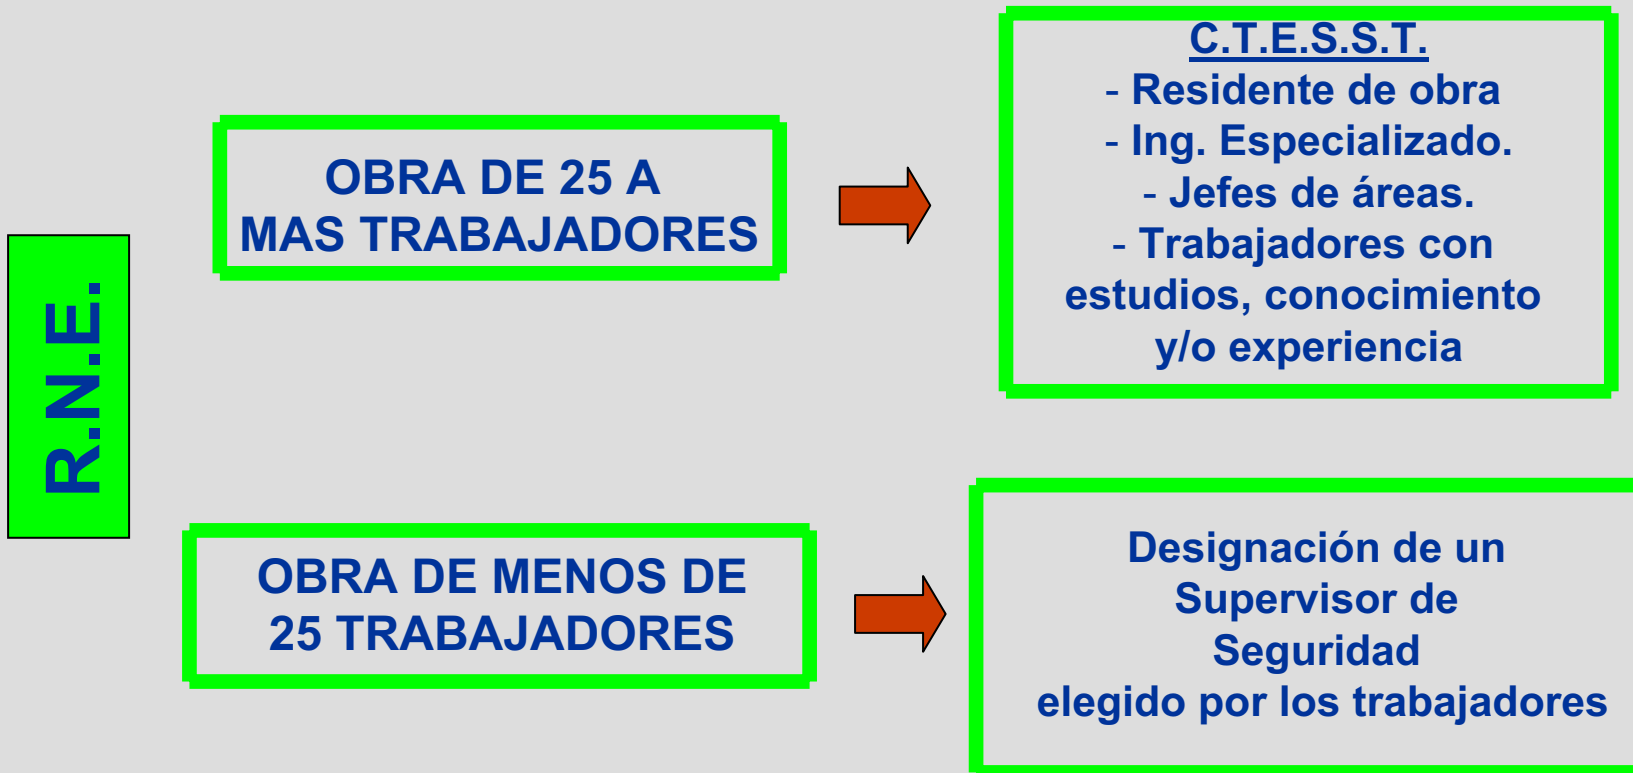 R.N.E.
OBRA DE 25 A
MAS TRABAJADORES
C.T.E.S.S.T.
- Residente de obra
- Ing. Especializado.
- Jefes de áreas.
- Trabajadores con
estudios, conocimiento
y/o experiencia
OBRA DE MENOS DE
25 TRABAJADORES
Designación de un
Supervisor de
Seguridad
elegido por los trabajadores